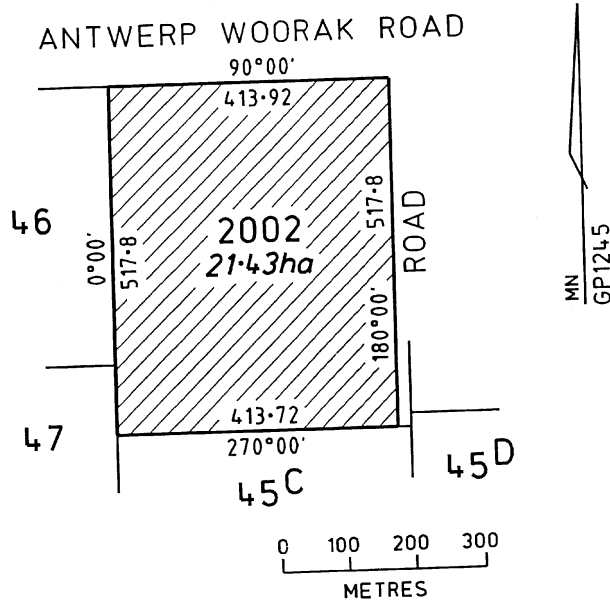 ANTWERP WOORAK ROAD
90°00'
413·92
46
0°00'
517·8
2002
21·43ha
517·8
180°00'
ROAD
MN
GP1245
413·72
270°00'
47
45C
45D
0 100 200 300
METRES